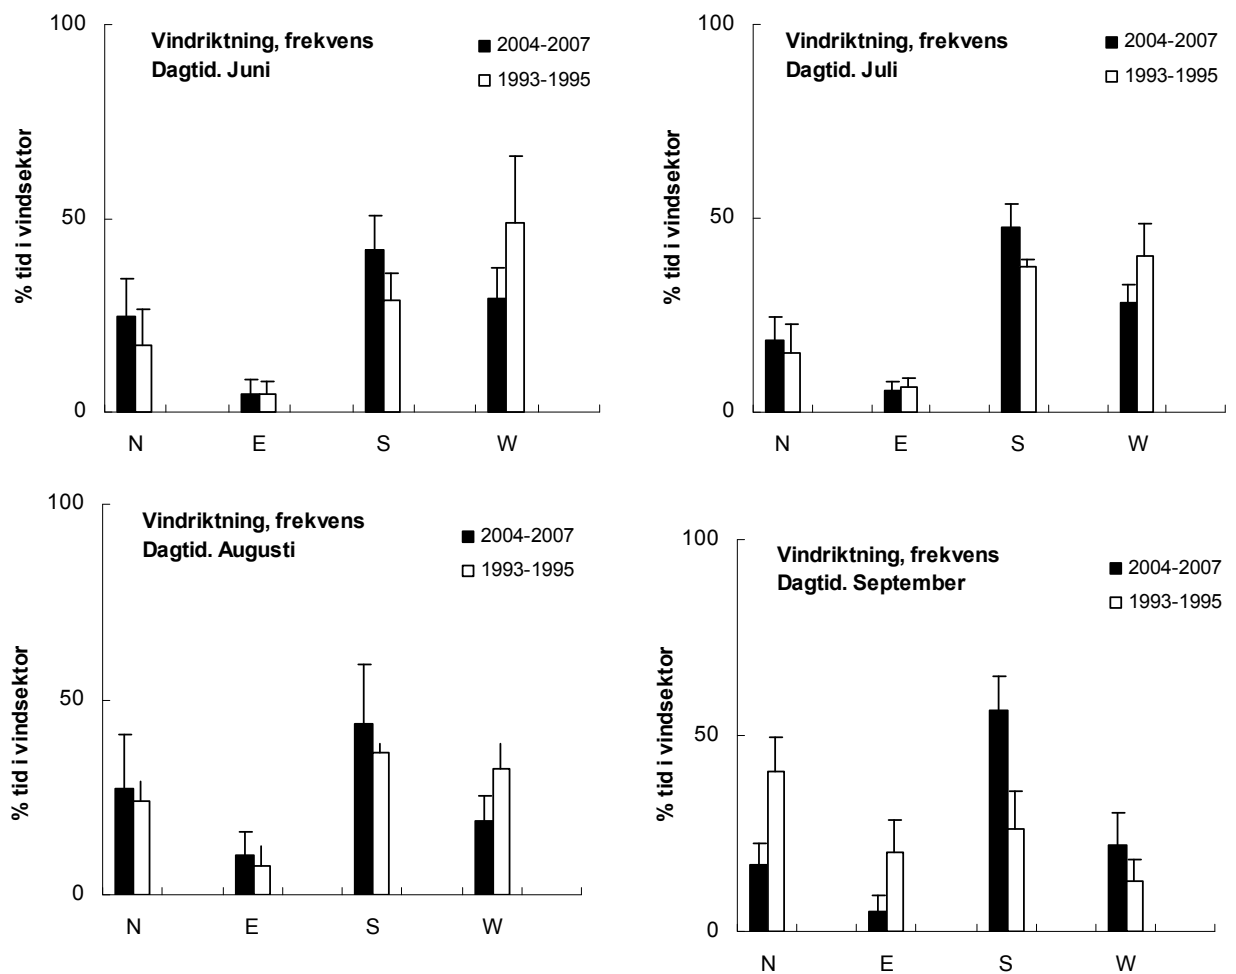 100
Vindriktning, frekvens
Dagtid. Juni
2004-2007
1993-1995
% tid i vindsektor
50
0
N E S W
100
Vindriktning, frekvens
Dagtid. Juli
2004-2007
1993-1995
% tid i vindsektor
50
0
N E S W
100
Vindriktning, frekvens
Dagtid. Augusti
2004-2007
1993-1995
% tid i vindsektor
50
0
N E S W
100
Vindriktning, frekvens
Dagtid. September
2004-2007
1993-1995
% tid i vindsektor
50
0
N E S W